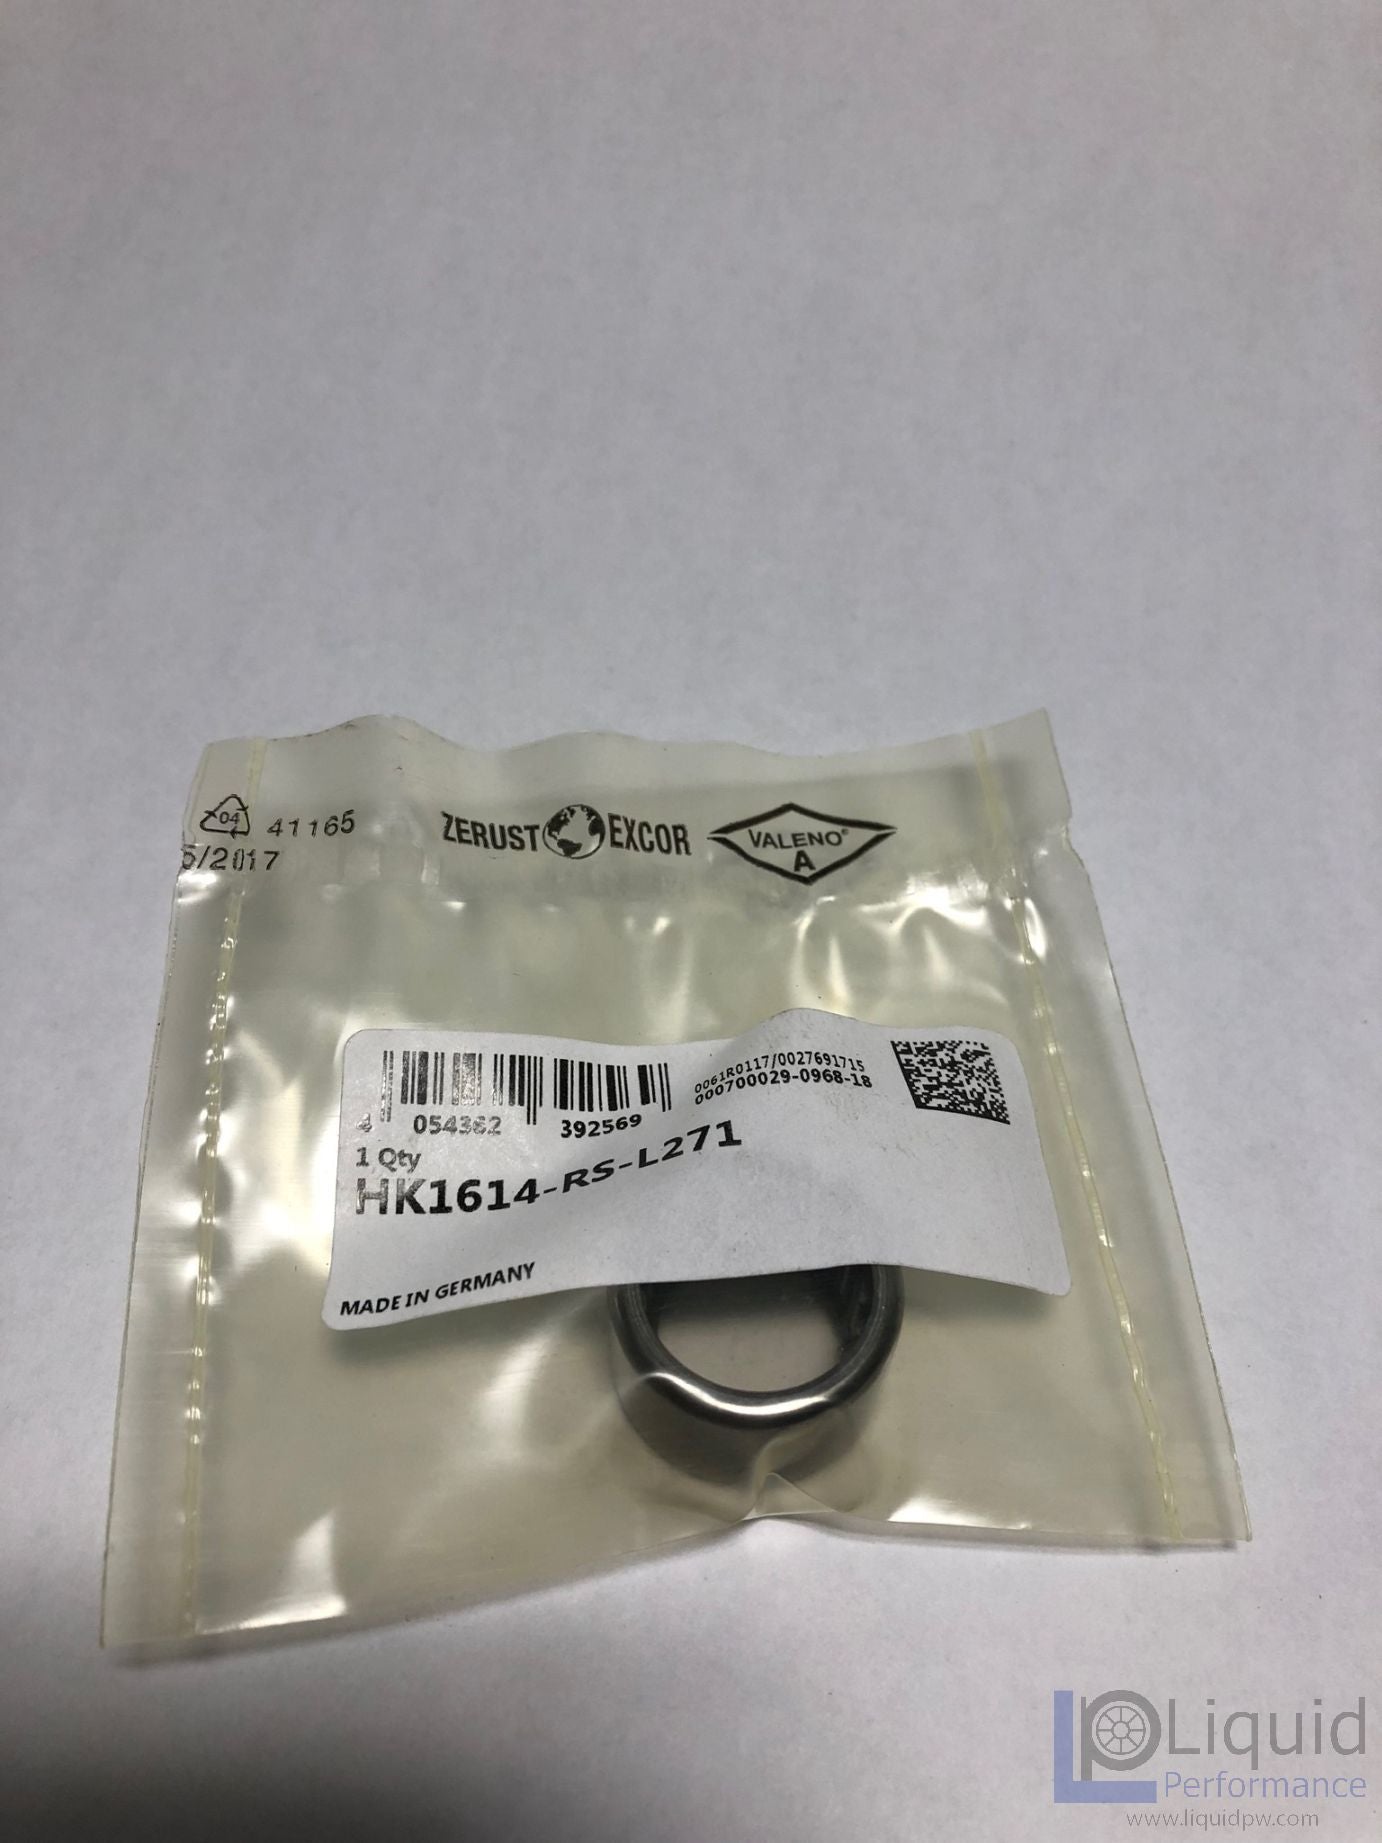 04 41165
5/2017
ZERUST EXCOR
VALENO®
A
0061R0117/0027691715
000700029-0968-18
4 054362 392569
1 Qty
HK1614-RS-L271
MADE IN GERMANY
Liquid
Performance
www.liquidpw.com